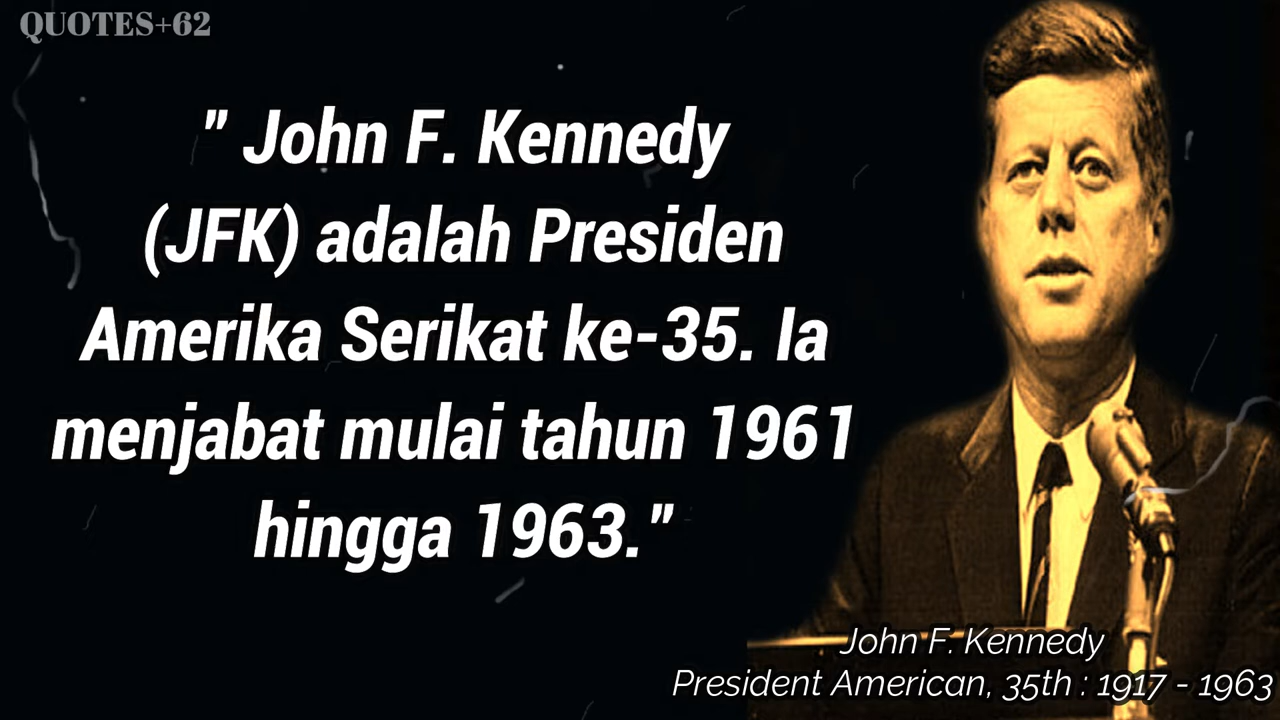 QUOTES+62
" John F. Kennedy
(JFK) adalah Presiden
Amerika Serikat ke-35. Ia
menjabat mulai tahun 1961
hingga 1963."
John F. Kennedy
President American, 35th : 1917 - 1963